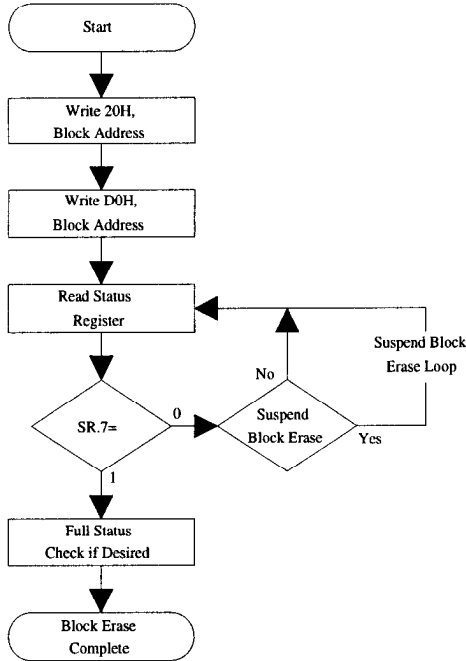 Start
Write 20H,
Block Address
Write D0H,
Block Address
Read Status
Register
Suspend Block
Erase Loop
No
SR.7=
0
Suspend
Block Erase
Yes
1
Full Status
Check if Desired
Block Erase
Complete